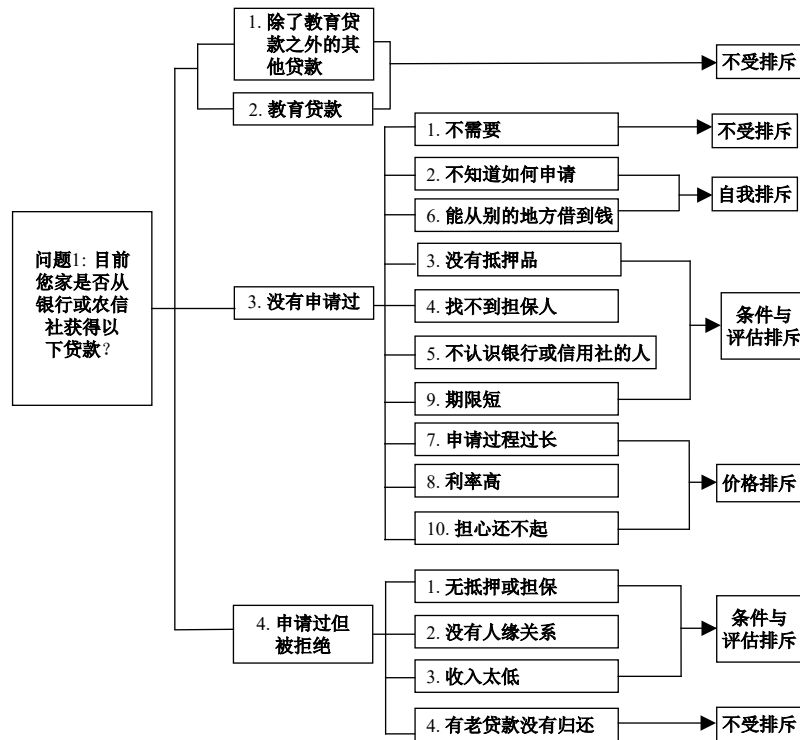 问题1: 目前
您家是否从
银行或农信
社获得以
下贷款?
1. 除了教育贷
款之外的其
他贷款
2. 教育贷款
不受排斥
3. 没有申请过
1. 不需要
不受排斥
2. 不知道如何申请
6. 能从别的地方借到钱
自我排斥
3. 没有抵押品
4. 找不到担保人
5. 不认识银行或信用社的人
9. 期限短
条件与
评估排斥
7. 申请过程过长
8. 利率高
10. 担心还不起
价格排斥
4. 申请过但
被拒绝
1. 无抵押或担保
2. 没有人缘关系
3. 收入太低
条件与
评估排斥
4. 有老贷款没有归还
不受排斥